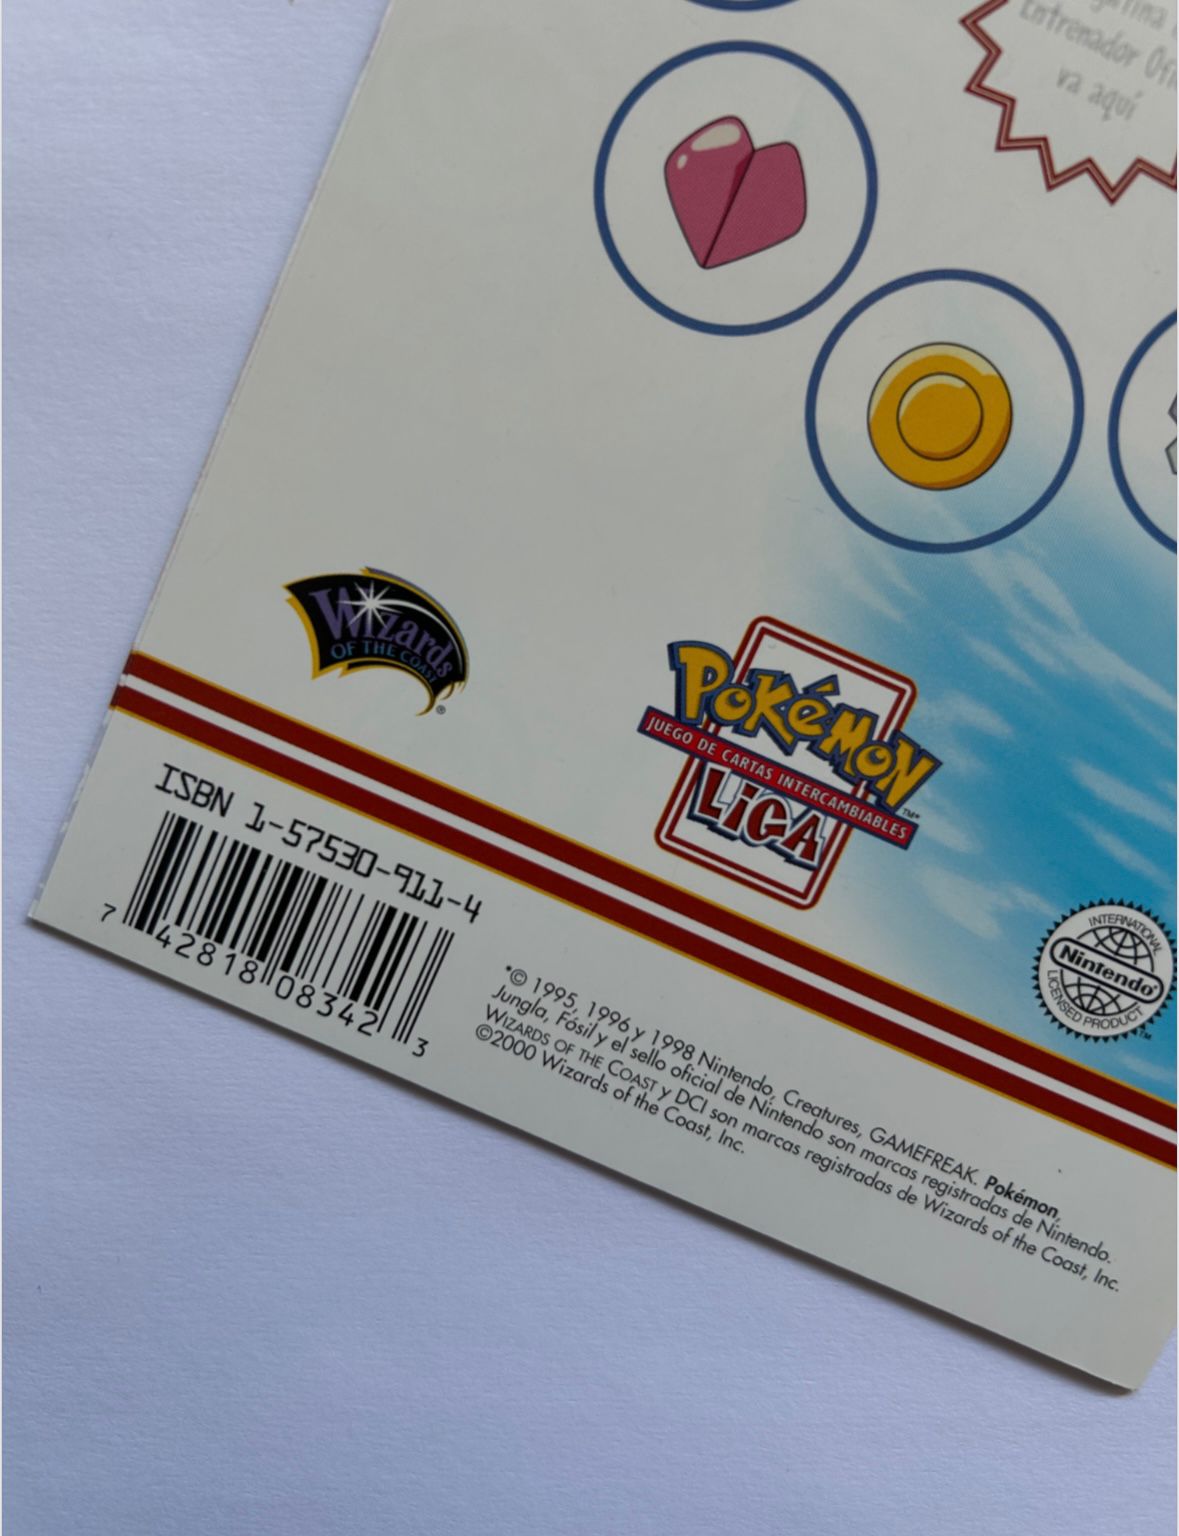 Entrenador
va aquí
Wizards
OF THE COAST
®
Pokémon
JUEGO DE CARTAS INTERCAMBIABLES
™*
LIGA
ISBN 1-57530-911-4
7 42818 08342 3
INTERNATIONAL
Nintendo®
LICENSED PRODUCT
™
*© 1995, 1996 y 1998 Nintendo, Creatures, GAMEFREAK. Pokémon,
Jungla, Fósil y el sello oficial de Nintendo son marcas registradas de Nintendo.
WIZARDS OF THE COAST y DCI son marcas registradas de Wizards of the Coast, Inc.
©2000 Wizards of the Coast, Inc.